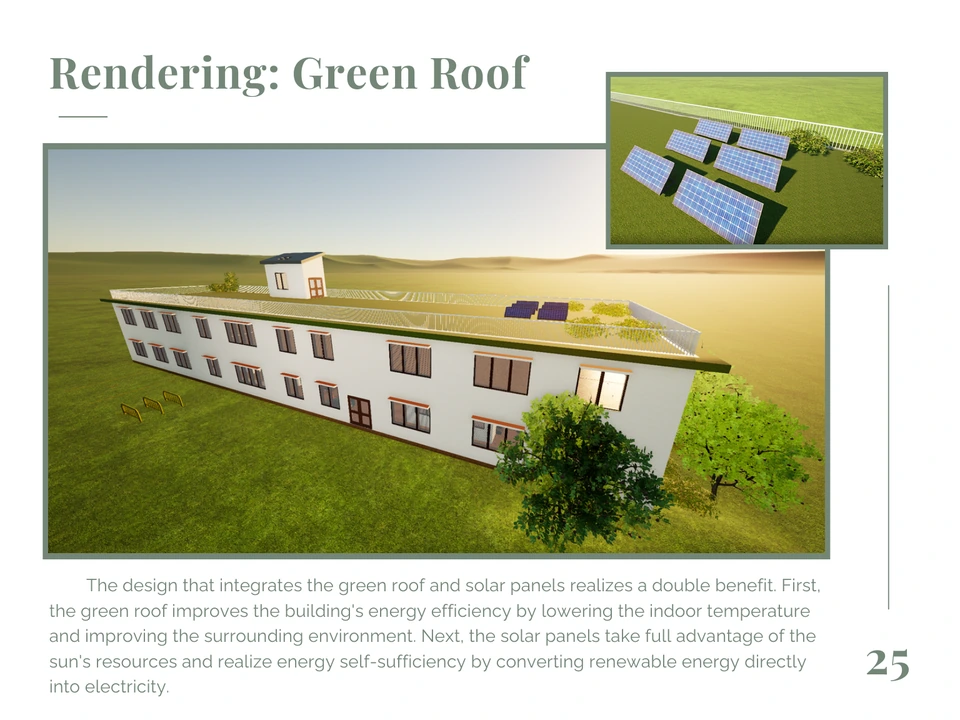 Rendering: Green Roof
The design that integrates the green roof and solar panels realizes a double benefit. First,
the green roof improves the building's energy efficiency by lowering the indoor temperature
and improving the surrounding environment. Next, the solar panels take full advantage of the
sun's resources and realize energy self-sufficiency by converting renewable energy directly
into electricity.
25